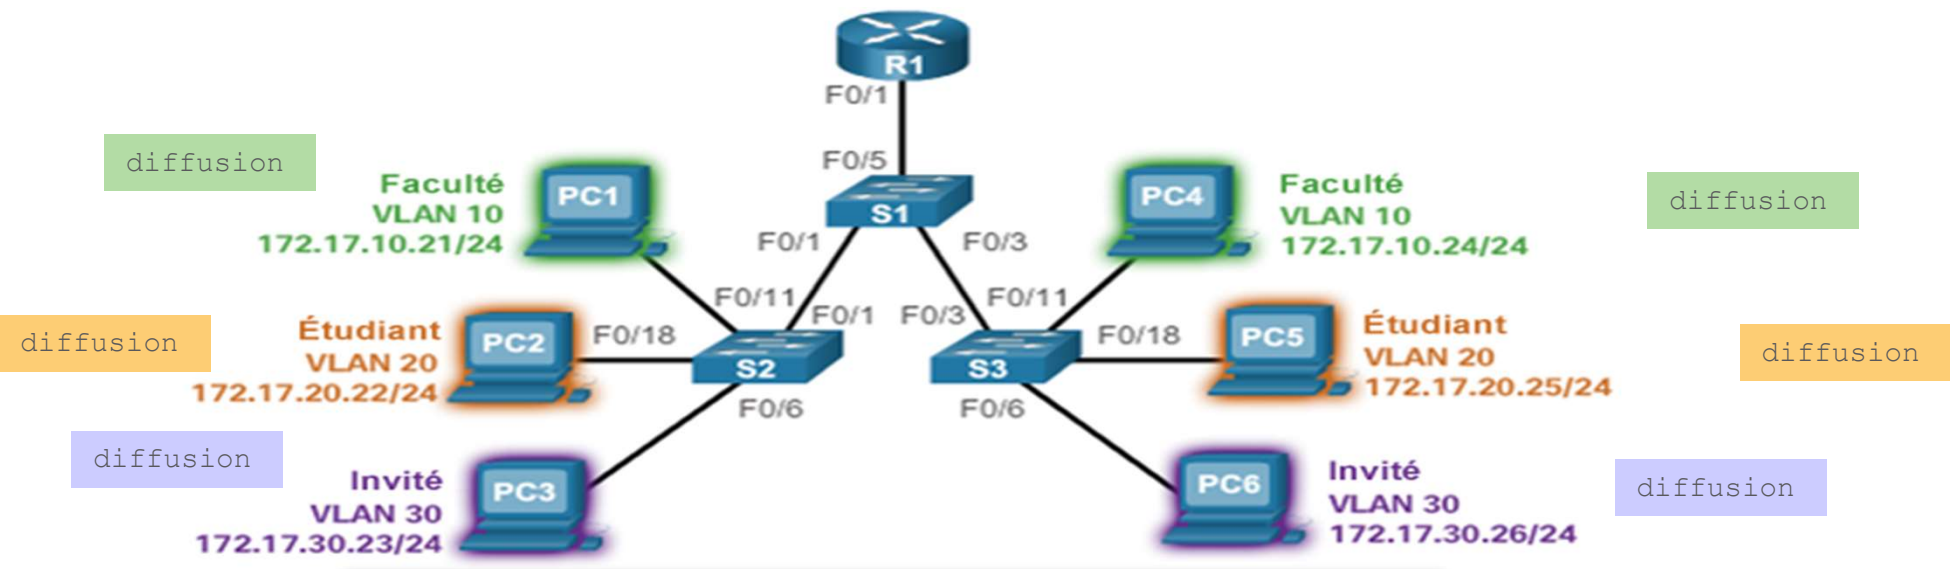 R1
F0/1
diffusion
F0/5
Faculté
VLAN 10
172.17.10.21/24
PC1
S1
PC4
Faculté
VLAN 10
172.17.10.24/24
diffusion
F0/1
F0/3
F0/11
F0/1
F0/3
F0/11
diffusion
Étudiant
VLAN 20
172.17.20.22/24
PC2
F0/18
S2
S3
F0/18
PC5
Étudiant
VLAN 20
172.17.20.25/24
diffusion
F0/6
F0/6
diffusion
Invité
VLAN 30
172.17.30.23/24
PC3
PC6
Invité
VLAN 30
172.17.30.26/24
diffusion